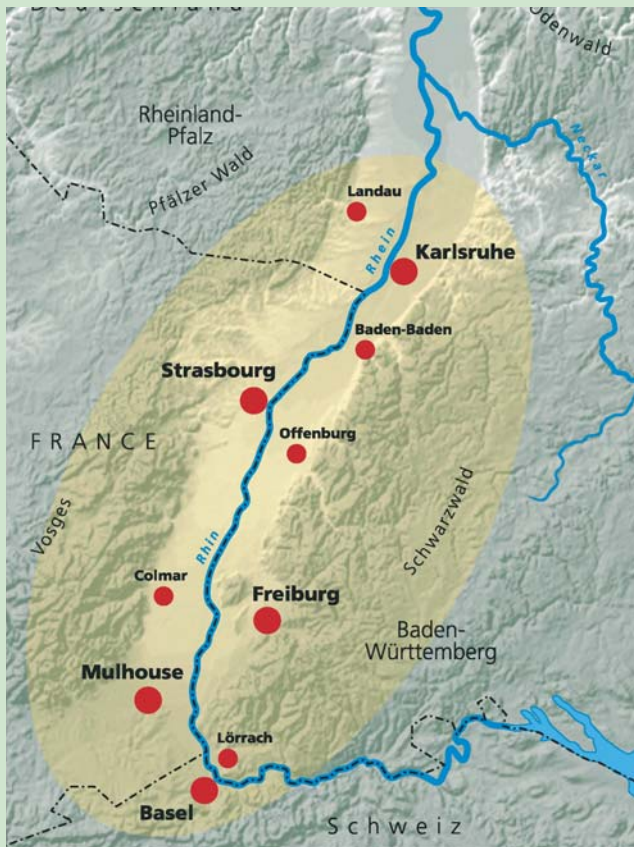 Deutschland
Odenwald
Rheinland-
Pfalz
Neckar
Pfälzer Wald
Landau
Rhein
Karlsruhe
Baden-Baden
Strasbourg
Offenburg
FRANCE
Vosges
Schwarzwald
Rhin
Colmar
Freiburg
Baden-
Württemberg
Mulhouse
Lörrach
Basel
Schweiz